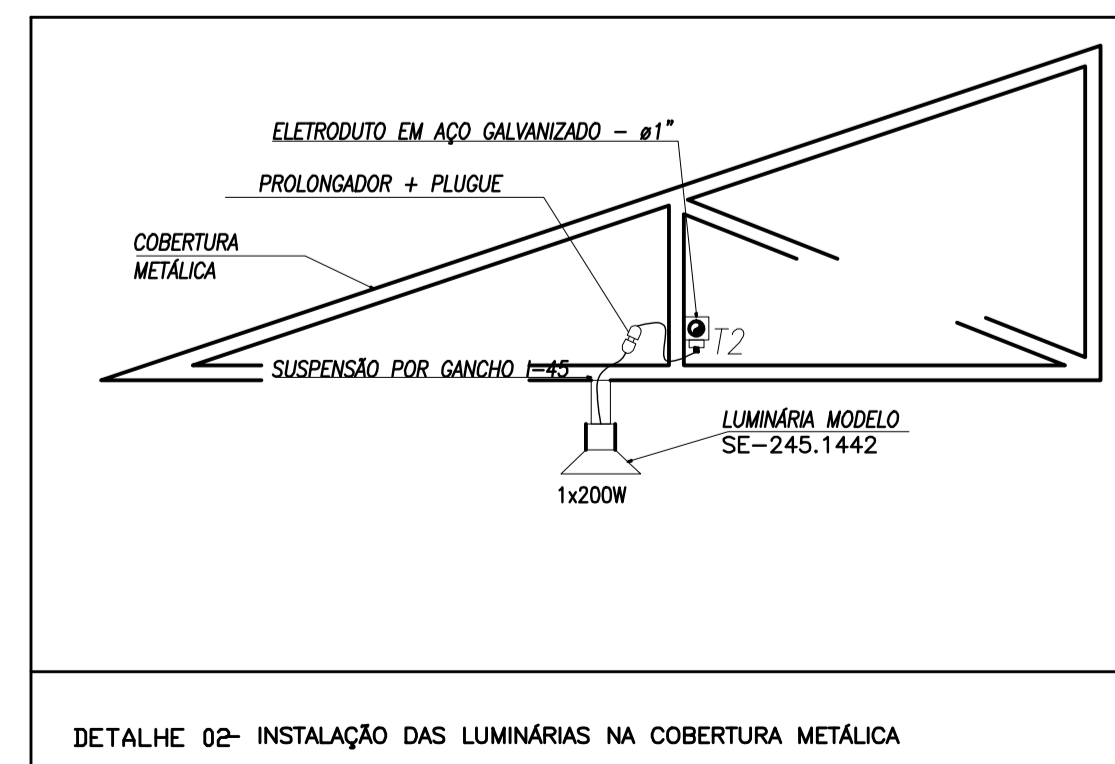 ELETRODUTO EM AÇO GALVANIZADO - ø1"
PROLONGADOR + PLUGUE
COBERTURA
METÁLICA
T2
SUSPENSÃO POR GANCHO I-45
LUMINÁRIA MODELO
SE-245.1442
1x200W
DETALHE 02- INSTALAÇÃO DAS LUMINÁRIAS NA COBERTURA METÁLICA